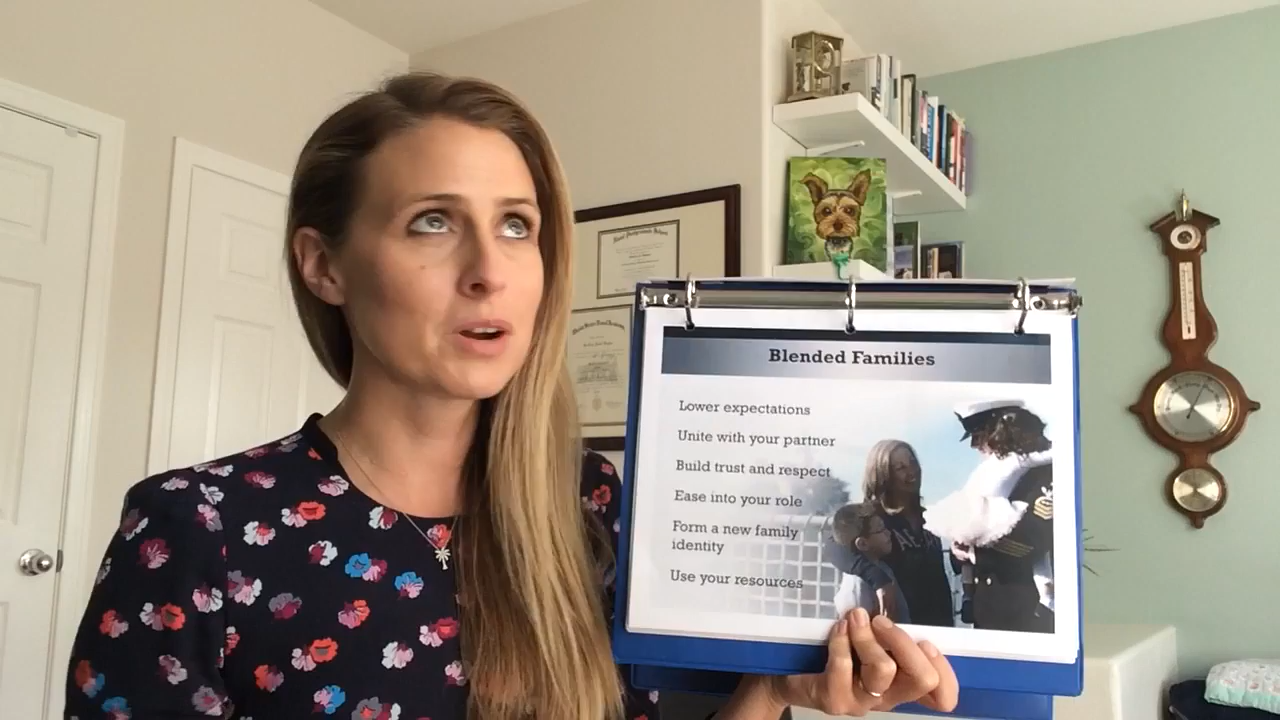 Blended Families
Lower expectations
Unite with your partner
Build trust and respect
Ease into your role
Form a new family
identity
Use your resources